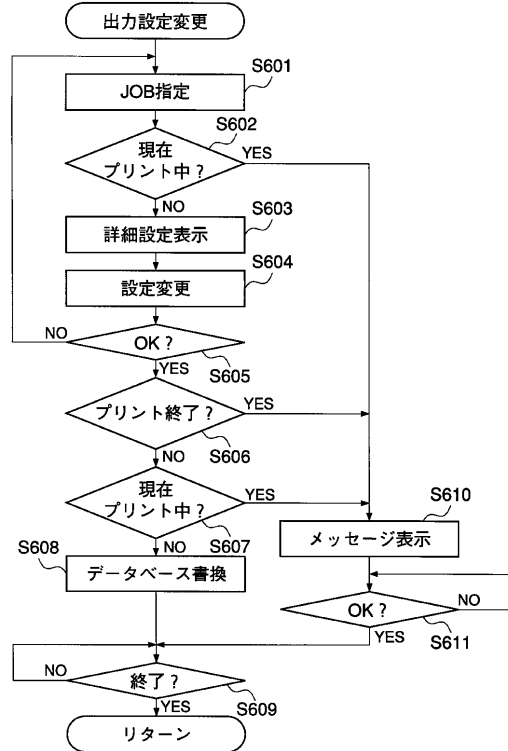 出力設定変更
S601
JOB指定
S602
現在
プリント中？
YES
NO
S603
詳細設定表示
S604
設定変更
NO
OK？
S605
YES
プリント終了？
YES
S606
NO
現在
プリント中？
YES
S607
NO
S608
データベース書換
S610
メッセージ表示
OK？
NO
S611
YES
NO
終了？
S609
YES
リターン